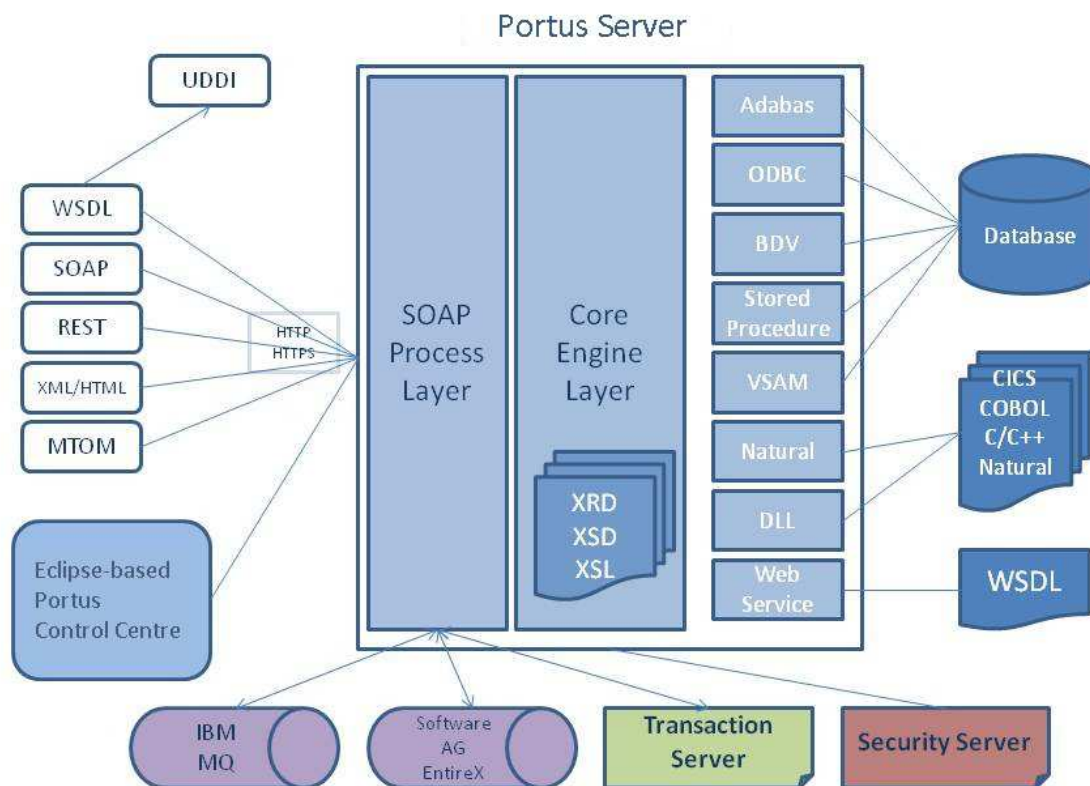 Portus Server
UDDI
WSDL
SOAP
REST
XML/HTML
MTOM
HTTP
HTTPS
Eclipse-based
Portus
Control Centre
SOAP
Process
Layer
Core
Engine
Layer
XRD
XSD
XSL
Adabas
ODBC
BDV
Stored
Procedure
VSAM
Natural
DLL
Web
Service
Database
CICS
COBOL
C/C++
Natural
WSDL
IBM
MQ
Software
AG
EntireX
Transaction
Server
Security Server